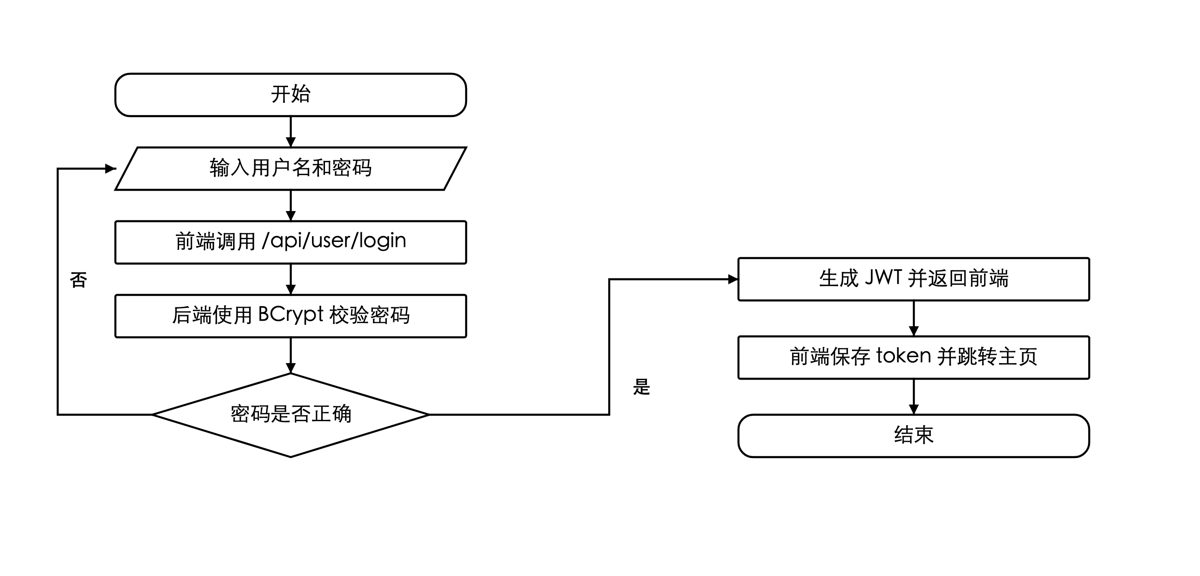 开始
输入用户名和密码
前端调用 /api/user/login
否
后端使用 BCrypt 校验密码
密码是否正确
是
生成 JWT 并返回前端
前端保存 token 并跳转主页
结束